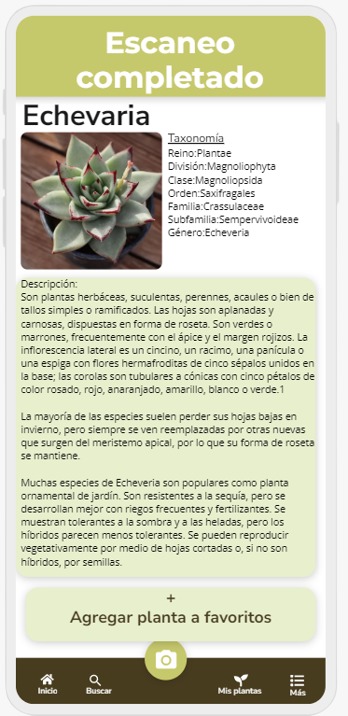 Escaneo
completado
Echevaria
Taxonomía
Reino:Plantae
División:Magnoliophyta
Clase:Magnoliopsida
Orden:Saxifragales
Familia:Crassulaceae
Subfamilia:Sempervivoideae
Género:Echeveria
Descripción:
Son plantas herbáceas, suculentas, perennes, acaules o bien de
tallos simples o ramificados. Las hojas son aplanadas y
carnosas, dispuestas en forma de roseta. Son verdes o
marrones, frecuentemente con el ápice y el margen rojizos. La
inflorescencia lateral es un cincino, un racimo, una panícula o
una espiga con flores hermafroditas de cinco sépalos unidos en
la base; las corolas son tubulares a cónicas con cinco pétalos de
color rosado, rojo, anaranjado, amarillo, blanco o verde.1
La mayoría de las especies suelen perder sus hojas bajas en
invierno, pero siempre se ven reemplazadas por otras nuevas
que surgen del meristemo apical, por lo que su forma de roseta
se mantiene.
Muchas especies de Echeveria son populares como planta
ornamental de jardín. Son resistentes a la sequía, pero se
desarrollan mejor con riegos frecuentes y fertilizantes. Se
muestran tolerantes a la sombra y a las heladas, pero los
híbridos parecen menos tolerantes. Se pueden reproducir
vegetativamente por medio de hojas cortadas o, si no son
híbridos, por semillas.
+
Agregar planta a favoritos
Inicio
Buscar
Mis plantas
Más